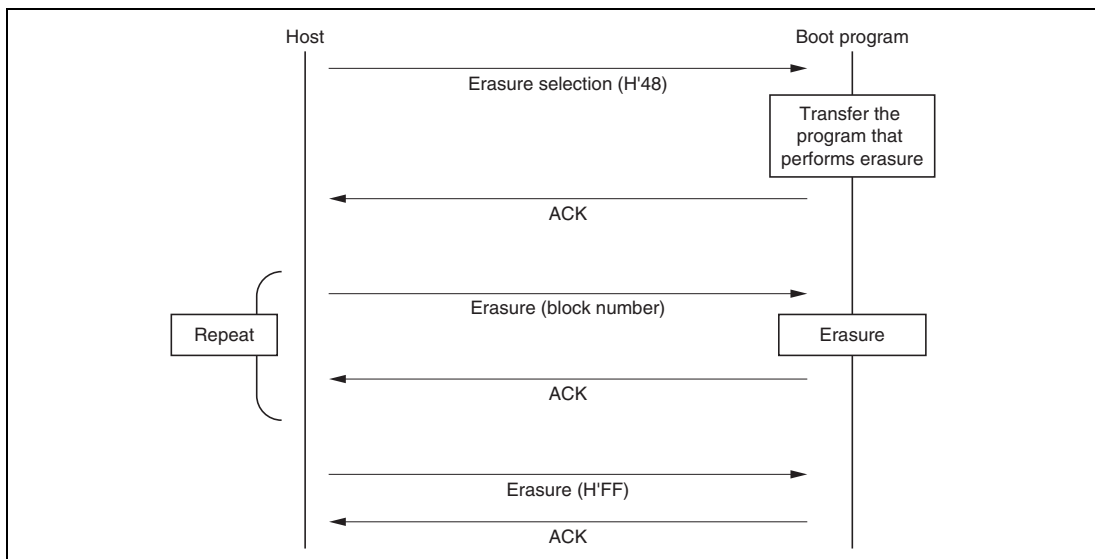 Host
Boot program
Erasure selection (H'48)
Transfer the
program that
performs erasure
ACK
Erasure (block number)
Repeat
Erasure
ACK
Erasure (H'FF)
ACK